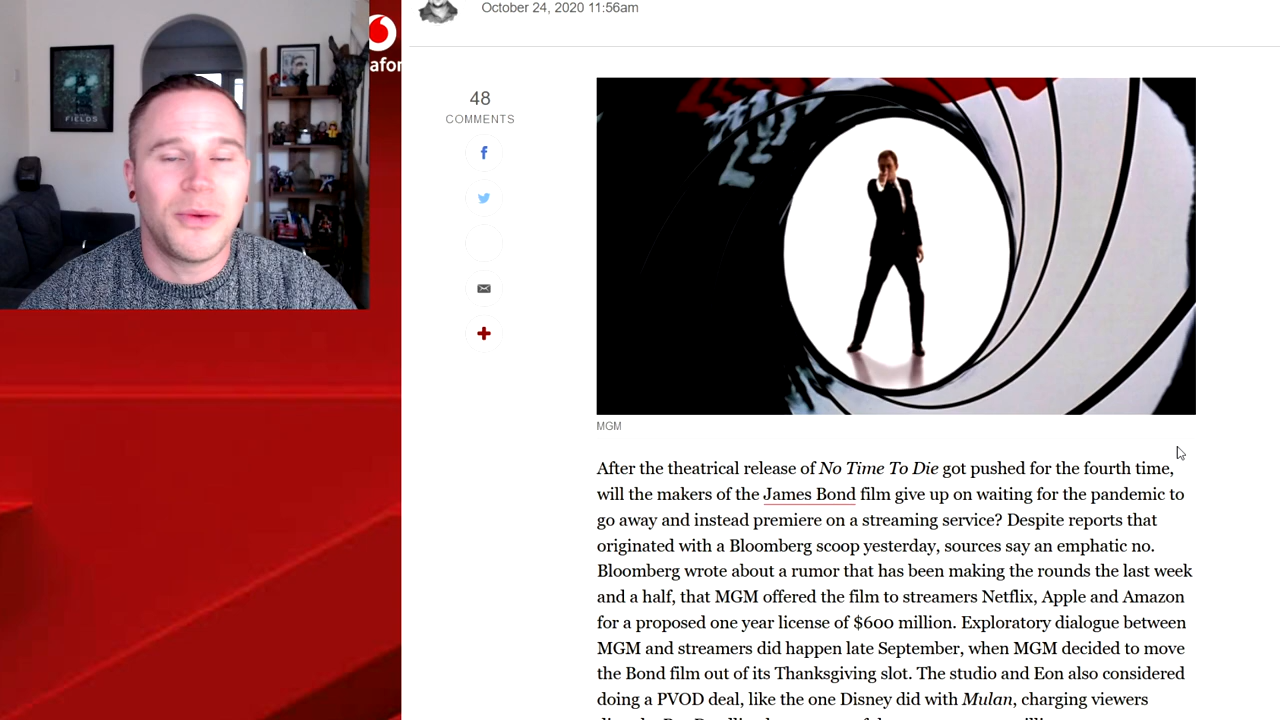 FIELDS
afon
October 24, 2020 11:56am
48
COMMENTS
MGM
After the theatrical release of No Time To Die got pushed for the fourth time,
will the makers of the James Bond film give up on waiting for the pandemic to
go away and instead premiere on a streaming service? Despite reports that
originated with a Bloomberg scoop yesterday, sources say an emphatic no.
Bloomberg wrote about a rumor that has been making the rounds the last week
and a half, that MGM offered the film to streamers Netflix, Apple and Amazon
for a proposed one year license of $600 million. Exploratory dialogue between
MGM and streamers did happen late September, when MGM decided to move
the Bond film out of its Thanksgiving slot. The studio and Eon also considered
doing a PVOD deal, like the one Disney did with Mulan, charging viewers